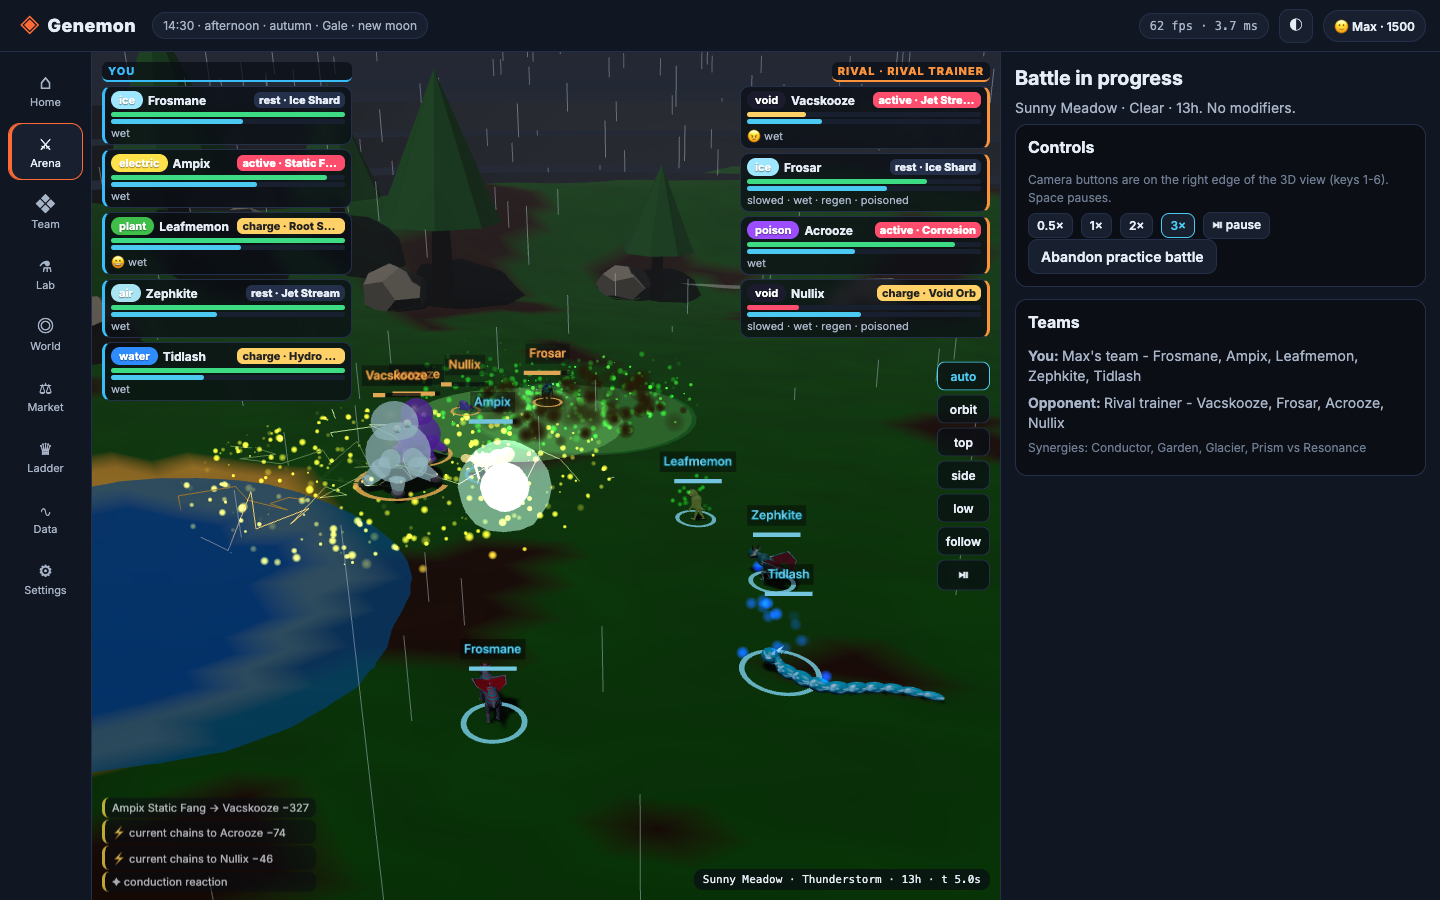 Genemon
14:30 · afternoon · autumn · Gale · new moon
62 fps · 3.7 ms
Max · 1500
Home
Arena
Team
Lab
World
Market
Ladder
Data
Settings
YOU
ice Frosmane rest · Ice Shard
wet
electric Ampix active · Static F...
wet
plant Leafmemon charge · Root S...
wet
air Zephkite rest · Jet Stream
wet
water Tidlash charge · Hydro ...
wet
RIVAL · RIVAL TRAINER
void Vacskooze active · Jet Stre...
wet
ice Frosar rest · Ice Shard
slowed · wet · regen · poisoned
poison Acrooze active · Corrosion
wet
void Nullix charge · Void Orb
slowed · wet · regen · poisoned
Vacskooze
Nullix
Frosar
Ampix
Leafmemon
Zephkite
Tidlash
Frosmane
auto
orbit
top
side
low
follow
Ampix Static Fang → Vacskooze −327
⚡ current chains to Acrooze −74
⚡ current chains to Nullix −46
✦ conduction reaction
Sunny Meadow · Thunderstorm · 13h · t 5.0s
Battle in progress
Sunny Meadow · Clear · 13h. No modifiers.
Controls
Camera buttons are on the right edge of the 3D view (keys 1-6).
Space pauses.
0.5× 1× 2× 3× ⏯ pause
Abandon practice battle
Teams
You: Max's team - Frosmane, Ampix, Leafmemon,
Zephkite, Tidlash
Opponent: Rival trainer - Vacskooze, Frosar, Acrooze,
Nullix
Synergies: Conductor, Garden, Glacier, Prism vs Resonance